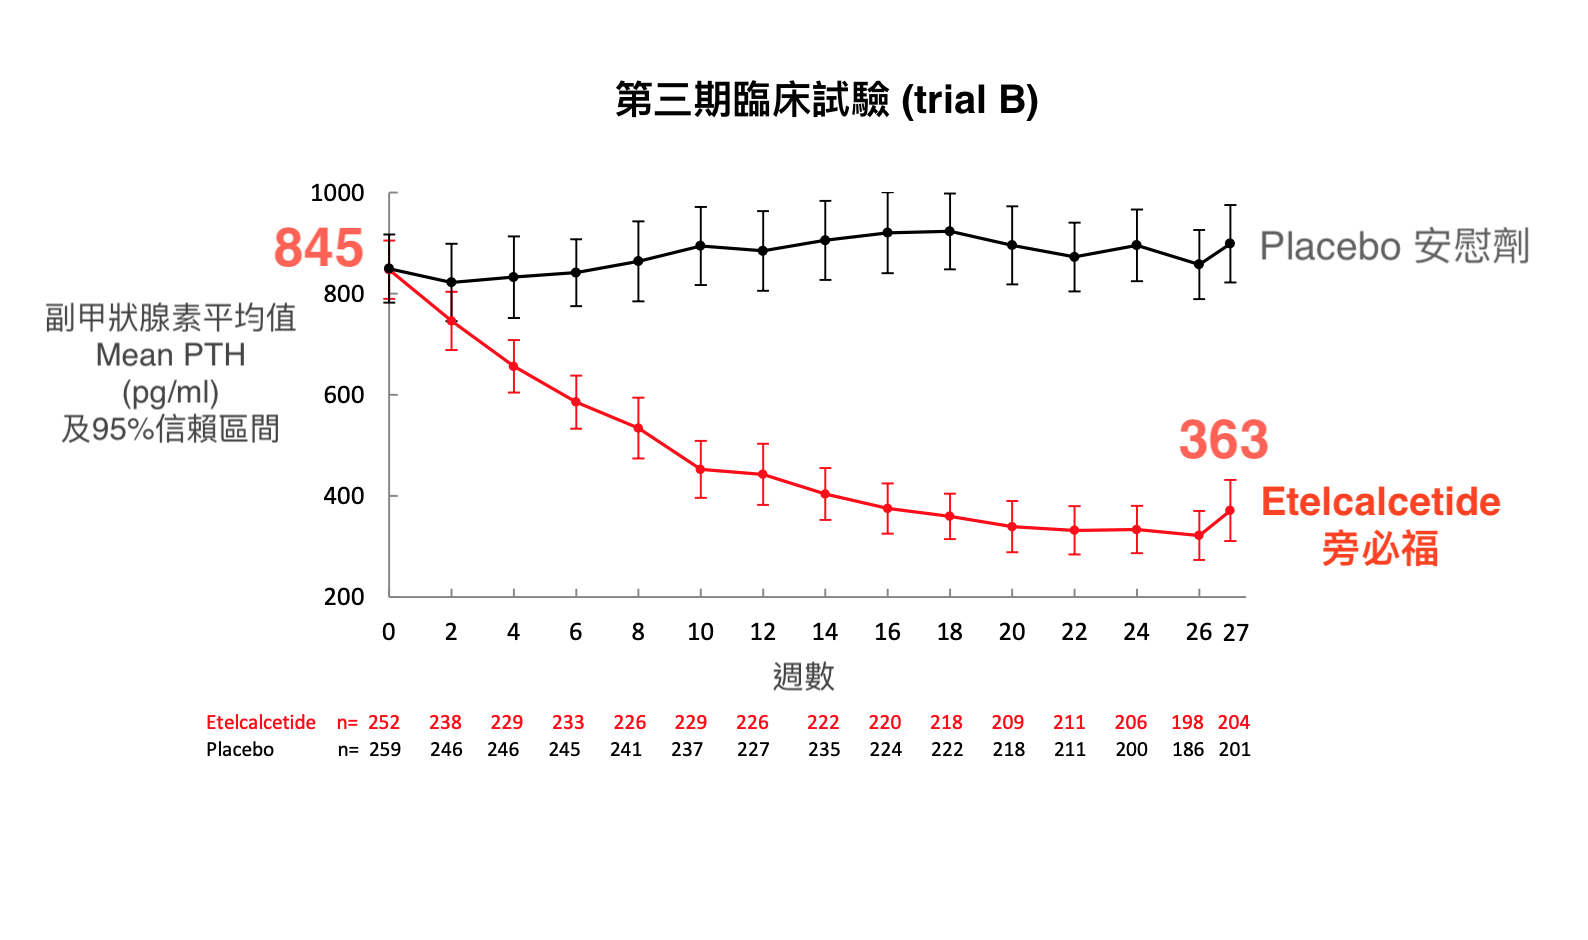 第三期臨床試驗 (trial B)
1000
845
800
600
400
200
副甲狀腺素平均值
Mean PTH
(pg/ml)
及95%信賴區間
Placebo 安慰劑
363
Etelcalcetide
旁必福
0 2 4 6 8 10 12 14 16 18 20 22 24 26 27
週數
Etelcalcetide n= 252 238 229 233 226 229 226 222 220 218 209 211 206 198 204
Placebo n= 259 246 246 245 241 237 227 235 224 222 218 211 200 186 201